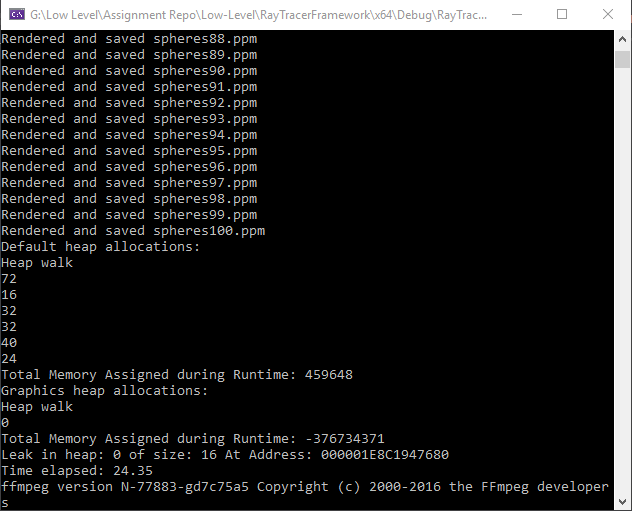 G:\Low Level\Assignment Repo\Low-Level\RayTracerFramework\x64\Debug\RayTrac...
Rendered and saved spheres88.ppm
Rendered and saved spheres89.ppm
Rendered and saved spheres90.ppm
Rendered and saved spheres91.ppm
Rendered and saved spheres92.ppm
Rendered and saved spheres93.ppm
Rendered and saved spheres94.ppm
Rendered and saved spheres95.ppm
Rendered and saved spheres96.ppm
Rendered and saved spheres97.ppm
Rendered and saved spheres98.ppm
Rendered and saved spheres99.ppm
Rendered and saved spheres100.ppm
Default heap allocations:
Heap walk
72
16
32
32
40
24
Total Memory Assigned during Runtime: 459648
Graphics heap allocations:
Heap walk
0
Total Memory Assigned during Runtime: -376734371
Leak in heap: 0 of size: 16 At Address: 000001E8C1947680
Time elapsed: 24.35
ffmpeg version N-77883-gd7c75a5 Copyright (c) 2000-2016 the FFmpeg developer
s